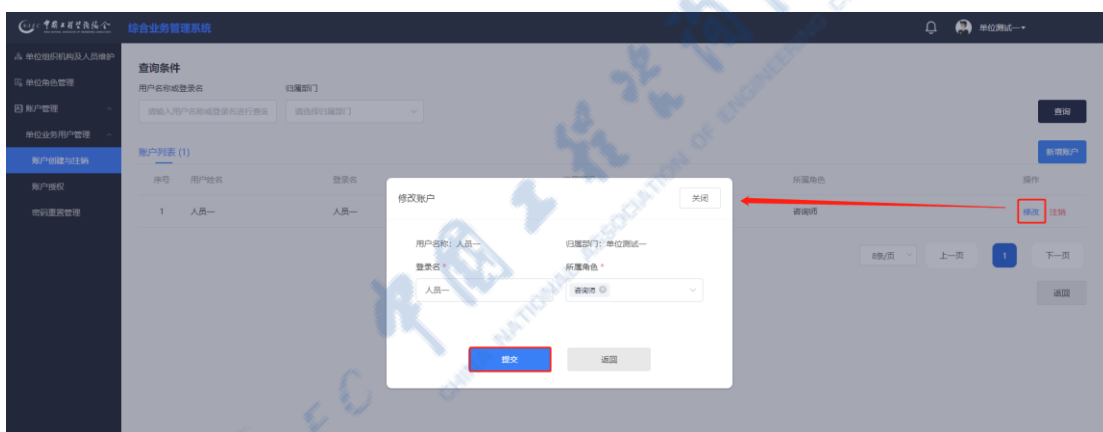 综合业务管理系统
单位测试一
单位组织机构及人员维护
单位角色管理
账户管理
单位业务用户管理
账户创建与注销
账户授权
密码重置管理
查询条件
用户名称或登录名
归属部门
请输入用户名称或登录名进行查询
请选择归属部门
查询
账户列表 (1)
新增账户
序号
用户姓名
登录名
所属角色
操作
1
人员一
人员一
咨询师
修改
注销
修改账户
关闭
用户名称：人员一
归属部门：单位测试一
登录名 *
所属角色 *
人员一
咨询师
提交
返回
8条/页
上一页
1
下一页
返回